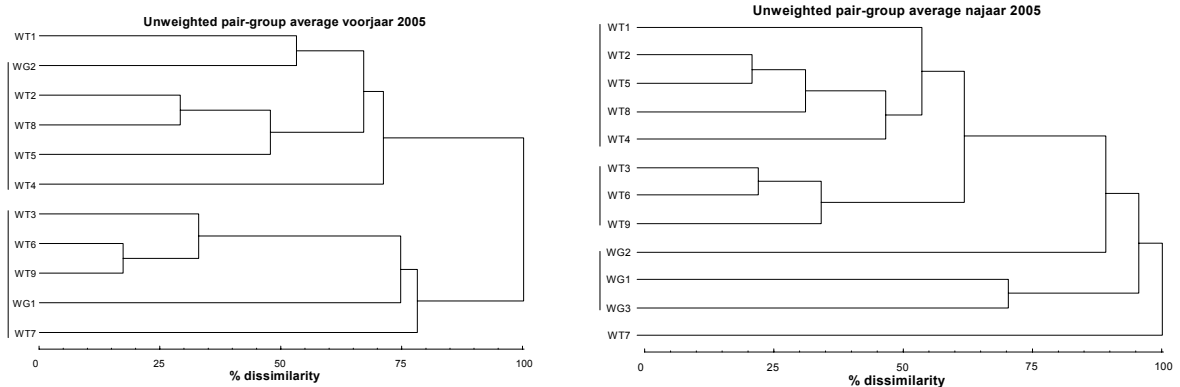 Unweighted pair-group average voorjaar 2005
WT1
WG2
WT2
WT8
WT5
WT4
WT3
WT6
WT9
WG1
WT7
0 25 50 75 100
% dissimilarity
Unweighted pair-group average najaar 2005
WT1
WT2
WT5
WT8
WT4
WT3
WT6
WT9
WG2
WG1
WG3
WT7
0 25 50 75 100
% dissimilarity